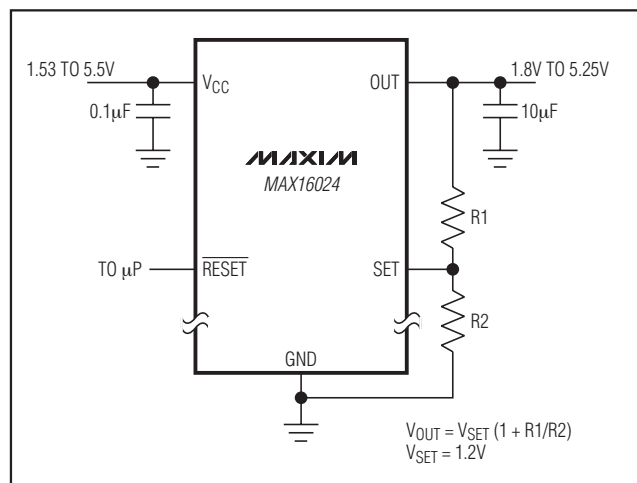 1.53 TO 5.5V
V_CC
OUT
1.8V TO 5.25V
0.1μF
10μF
MAXIM
MAX16024
R1
TO μP
RESET
SET
R2
GND
V_OUT = V_SET (1 + R1/R2)
V_SET = 1.2V